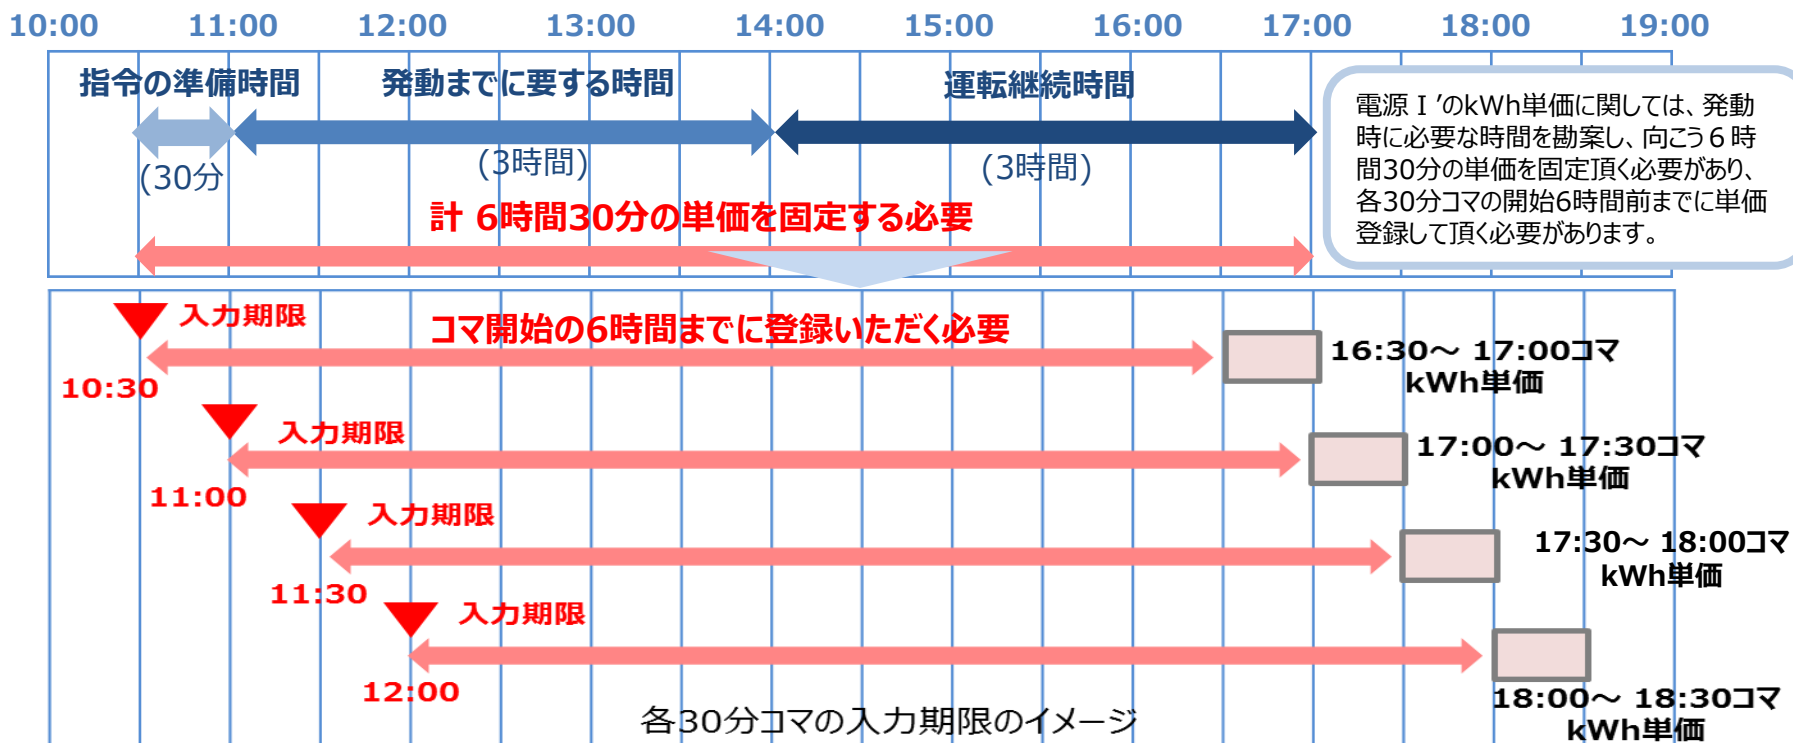 10:00 11:00 12:00 13:00 14:00 15:00 16:00 17:00 18:00 19:00
指令の準備時間
発動までに要する時間
運転継続時間
(30分
(3時間)
(3時間)
計 6時間30分の単価を固定する必要
電源Ⅰ’のkWh単価に関しては、発動
時に必要な時間を勘案し、向こう６時
間30分の単価を固定頂く必要があり、
各30分コマの開始6時間前までに単価
登録して頂く必要があります。
入力期限
コマ開始の6時間までに登録いただく必要
10:30
16:30～ 17:00コマ
kWh単価
入力期限
11:00
17:00～ 17:30コマ
kWh単価
入力期限
11:30
17:30～ 18:00コマ
kWh単価
入力期限
12:00
18:00～ 18:30コマ
kWh単価
各30分コマの入力期限のイメージ